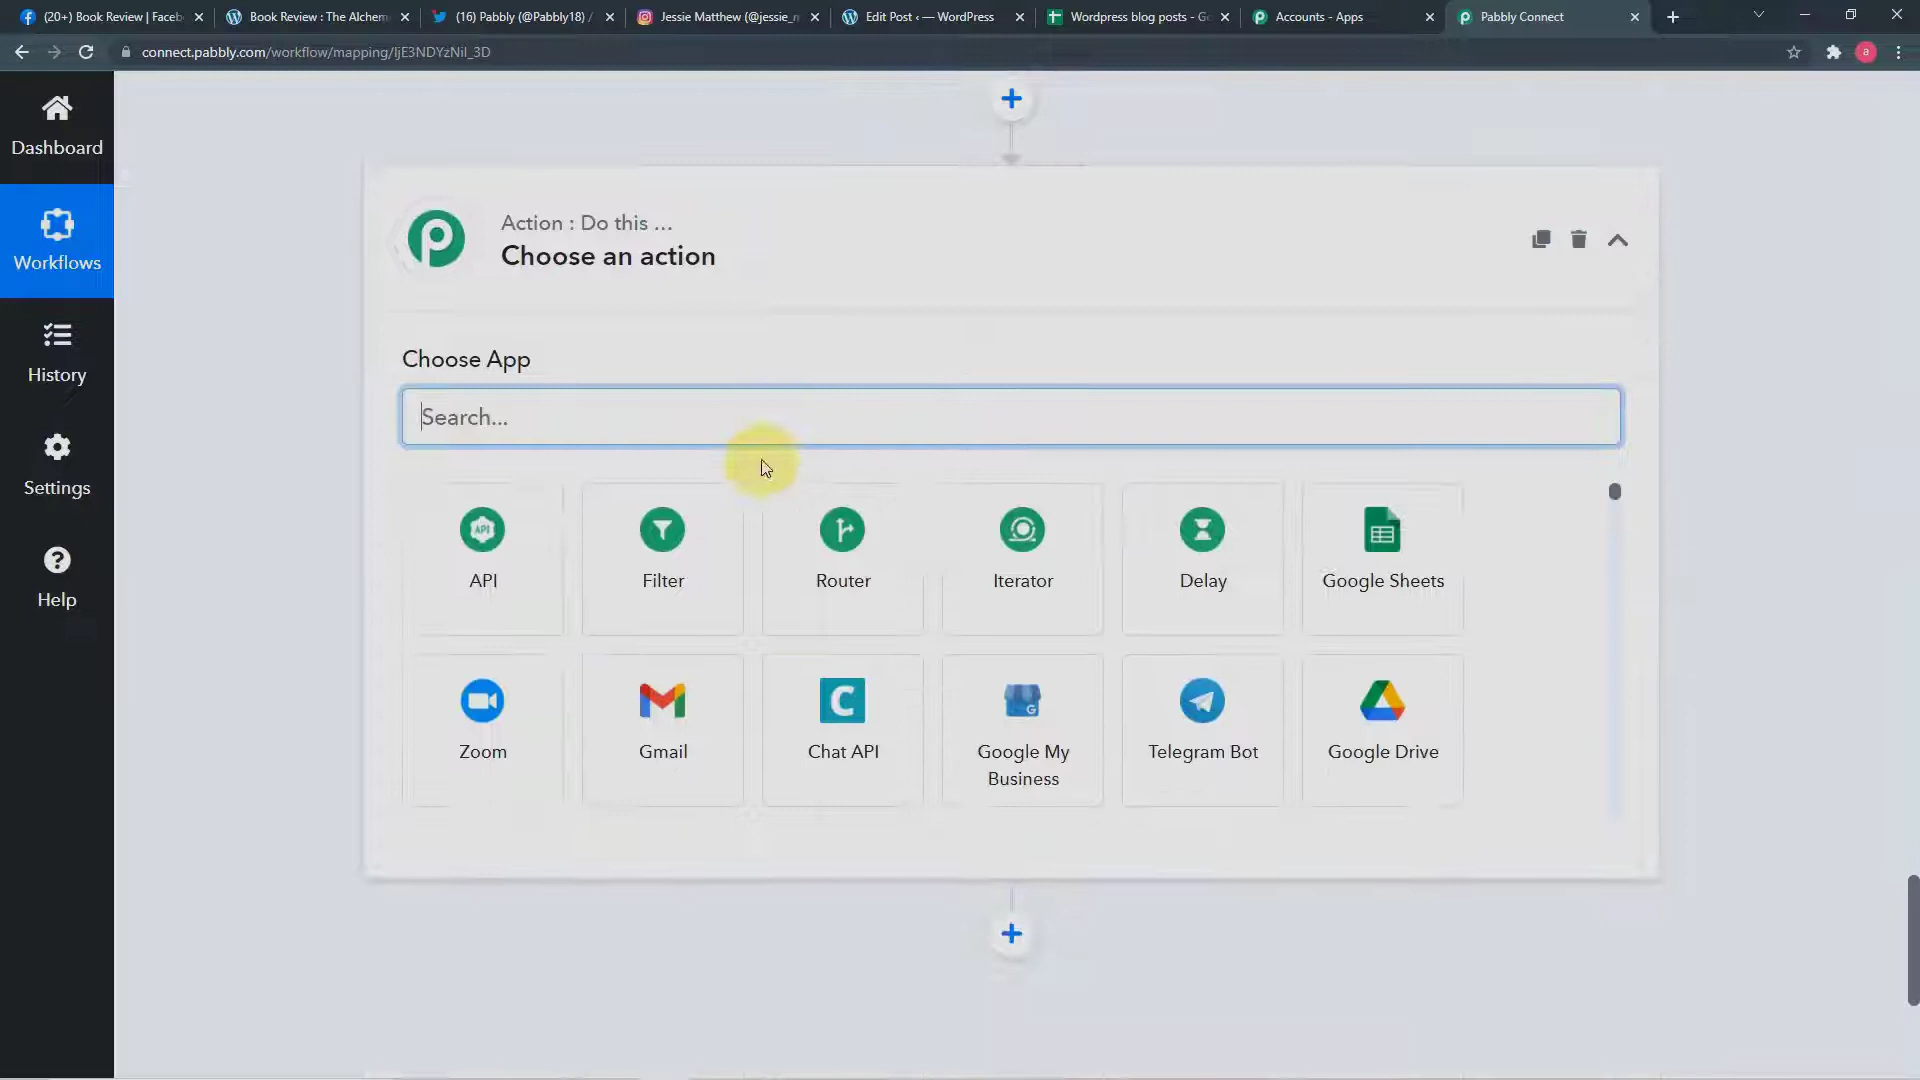 (20+) Book Review | Faceb
Book Review : The Alchem
(16) Pabbly (@Pabbly18) /
Jessie Matthew (@jessie_m
Edit Post ‹ — WordPress
Wordpress blog posts - Go
Accounts - Apps
Pabbly Connect
connect.pabbly.com/workflow/mapping/IjE3NDYzNiI_3D
a
Dashboard
Workflows
History
Settings
Help
Action : Do this ...
Choose an action
Choose App
Search...
API
Filter
Router
Iterator
Delay
Google Sheets
Zoom
Gmail
Chat API
Google My
Business
Telegram Bot
Google Drive